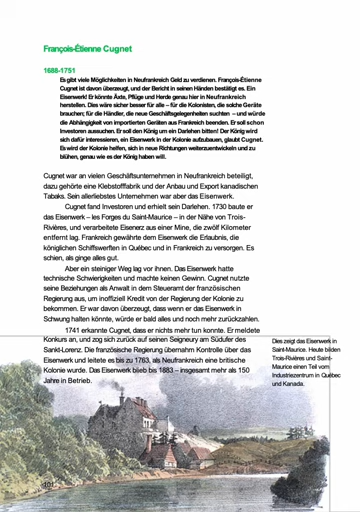 François-Étienne Cugnet
1688-1751
Es gibt viele Möglichkeiten in Neufrankreich Geld zu verdienen. François-Étienne
Cugnet ist davon überzeugt, und der Bericht in seinen Händen bestätigt es. Ein
Eisenwerk! Er könnte Äxte, Pflüge und Herde genau hier in Neufrankreich
herstellen. Dies wäre sicher besser für alle – für die Kolonisten, die solche Geräte
brauchen; für die Händler, die neue Geschäftsgelegenheiten suchten – und würde
die Abhängigkeit von importierten Geräten aus Frankreich beenden. Er soll schon
Investoren aussuchen. Er soll den König um ein Darlehen bitten! Der König wird
sich dafür interessieren, ein Eisenwerk in der Kolonie aufzubauen, glaubt Cugnet.
Es wird der Kolonie helfen, sich in neue Richtungen weiterzuentwickeln und zu
blühen, genau wie es der König haben will.
Cugnet war an vielen Geschäftsunternehmen in Neufrankreich beteiligt,
dazu gehörte eine Klebstofffabrik und der Anbau und Export kanadischen
Tabaks. Sein allerliebstes Unternehmen war aber das Eisenwerk.
Cugnet fand Investoren und erhielt sein Darlehen. 1730 baute er
das Eisenwerk – les Forges du Saint-Maurice – in der Nähe von Trois-
Rivières, und verarbeitete Eisenerz aus einer Mine, die zwölf Kilometer
entfernt lag. Frankreich gewährte dem Eisenwerk die Erlaubnis, die
königlichen Schiffswerften in Québec und in Frankreich zu versorgen. Es
schien, als ginge alles gut.
Aber ein steiniger Weg lag vor Ihnen. Das Eisenwerk hatte
technische Schwierigkeiten und machte keinen Gewinn. Cugnet nutzte
seine Beziehungen als Anwalt in dem Steueramt der französischen
Regierung aus, um inoffiziell Kredit von der Regierung der Kolonie zu
bekommen. Er war davon überzeugt, dass wenn er das Eisenwerk in
Schwung halten könnte, würde er bald alles und noch mehr zurückzahlen.
1741 erkannte Cugnet, dass er nichts mehr tun konnte. Er meldete
Konkurs an, und zog sich zurück auf seinen Seigneury am Südufer des
Sankt-Lorenz. Die französische Regierung übernahm Kontrolle über das
Eisenwerk und leitete es bis zu 1763, als Neufrankreich eine britische
Kolonie wurde. Das Eisenwerk blieb bis 1883 – insgesamt mehr als 150
Jahre in Betrieb.
Dies zeigt das Eisenwerk in
Saint-Maurice. Heute bilden
Trois-Rivières und Saint-
Maurice einen Teil vom
Industriezentrum in Québec
und Kanada.
101